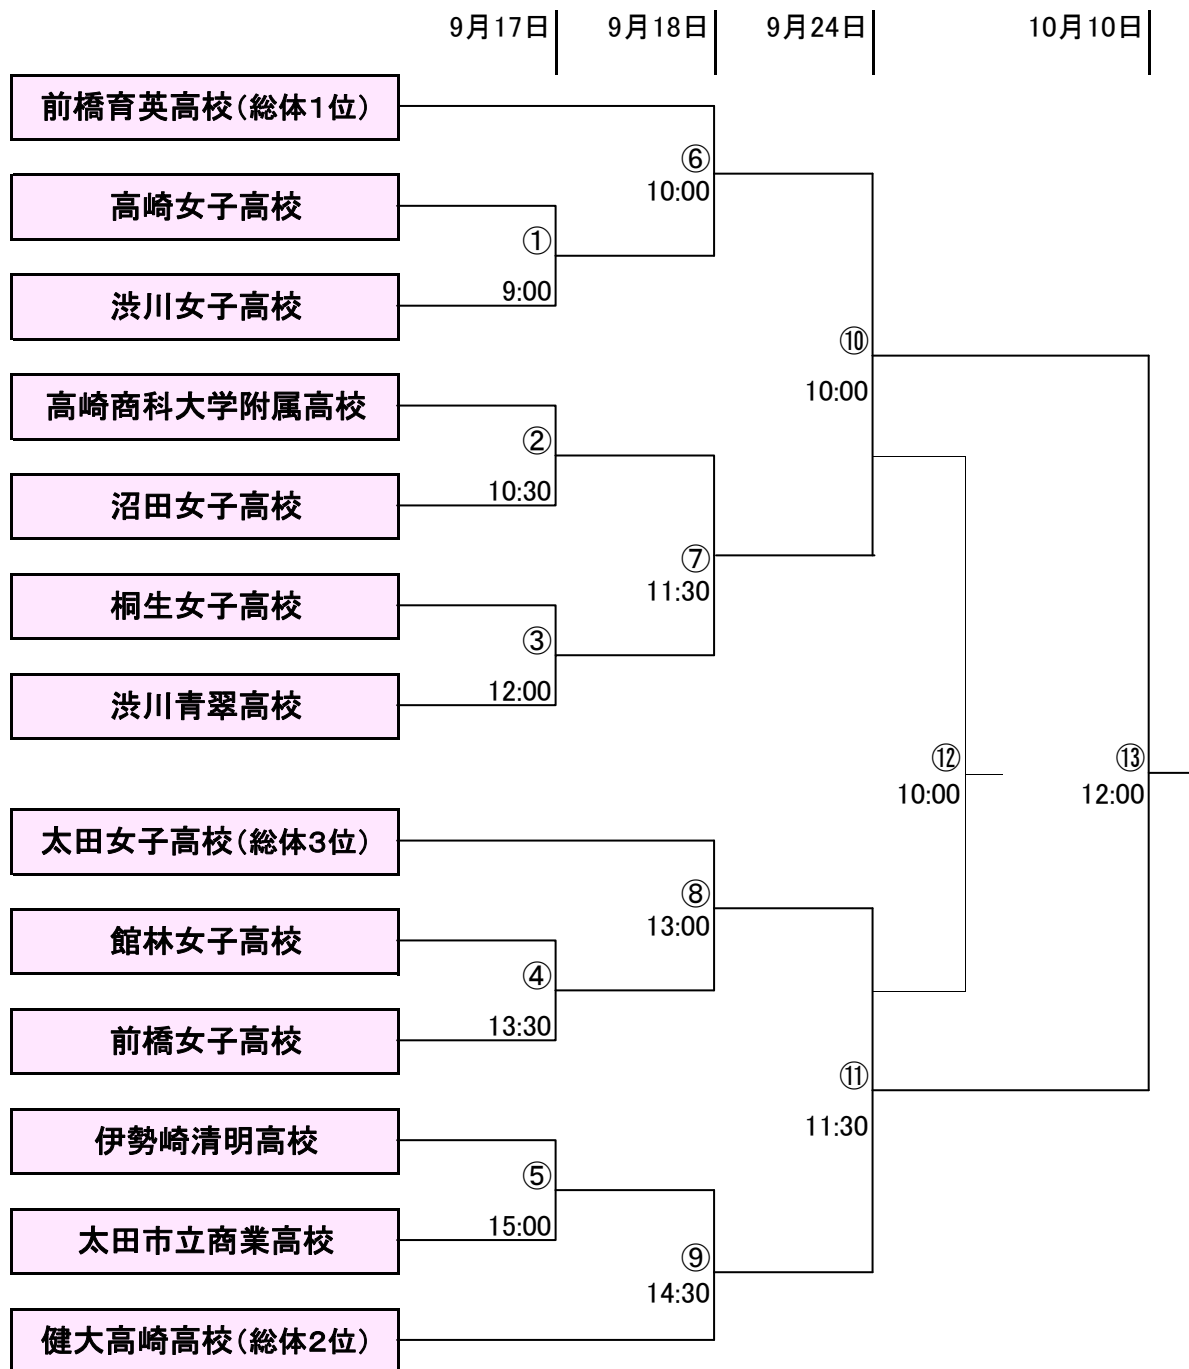 9月17日 9月18日 9月24日 10月10日
前橋育英高校(総体1位)
⑥
10:00
高崎女子高校
①
9:00
渋川女子高校
⑩
10:00
高崎商科大学附属高校
②
10:30
沼田女子高校
⑦
11:30
桐生女子高校
③
12:00
渋川青翠高校
⑫
10:00
⑬
12:00
太田女子高校(総体3位)
⑧
13:00
館林女子高校
④
13:30
前橋女子高校
⑪
11:30
伊勢崎清明高校
⑤
15:00
太田市立商業高校
⑨
14:30
健大高崎高校(総体2位)